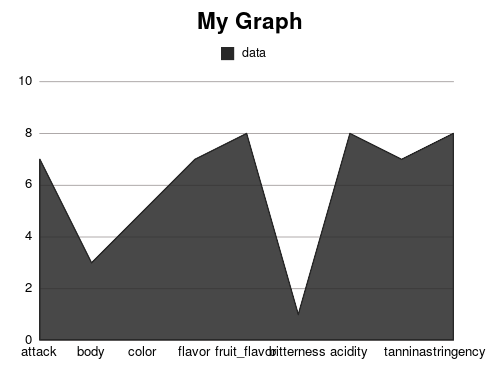 My Graph
data
10
8
6
4
2
0
attack body color flavor fruit_flavor bitterness acidity tannin astringency